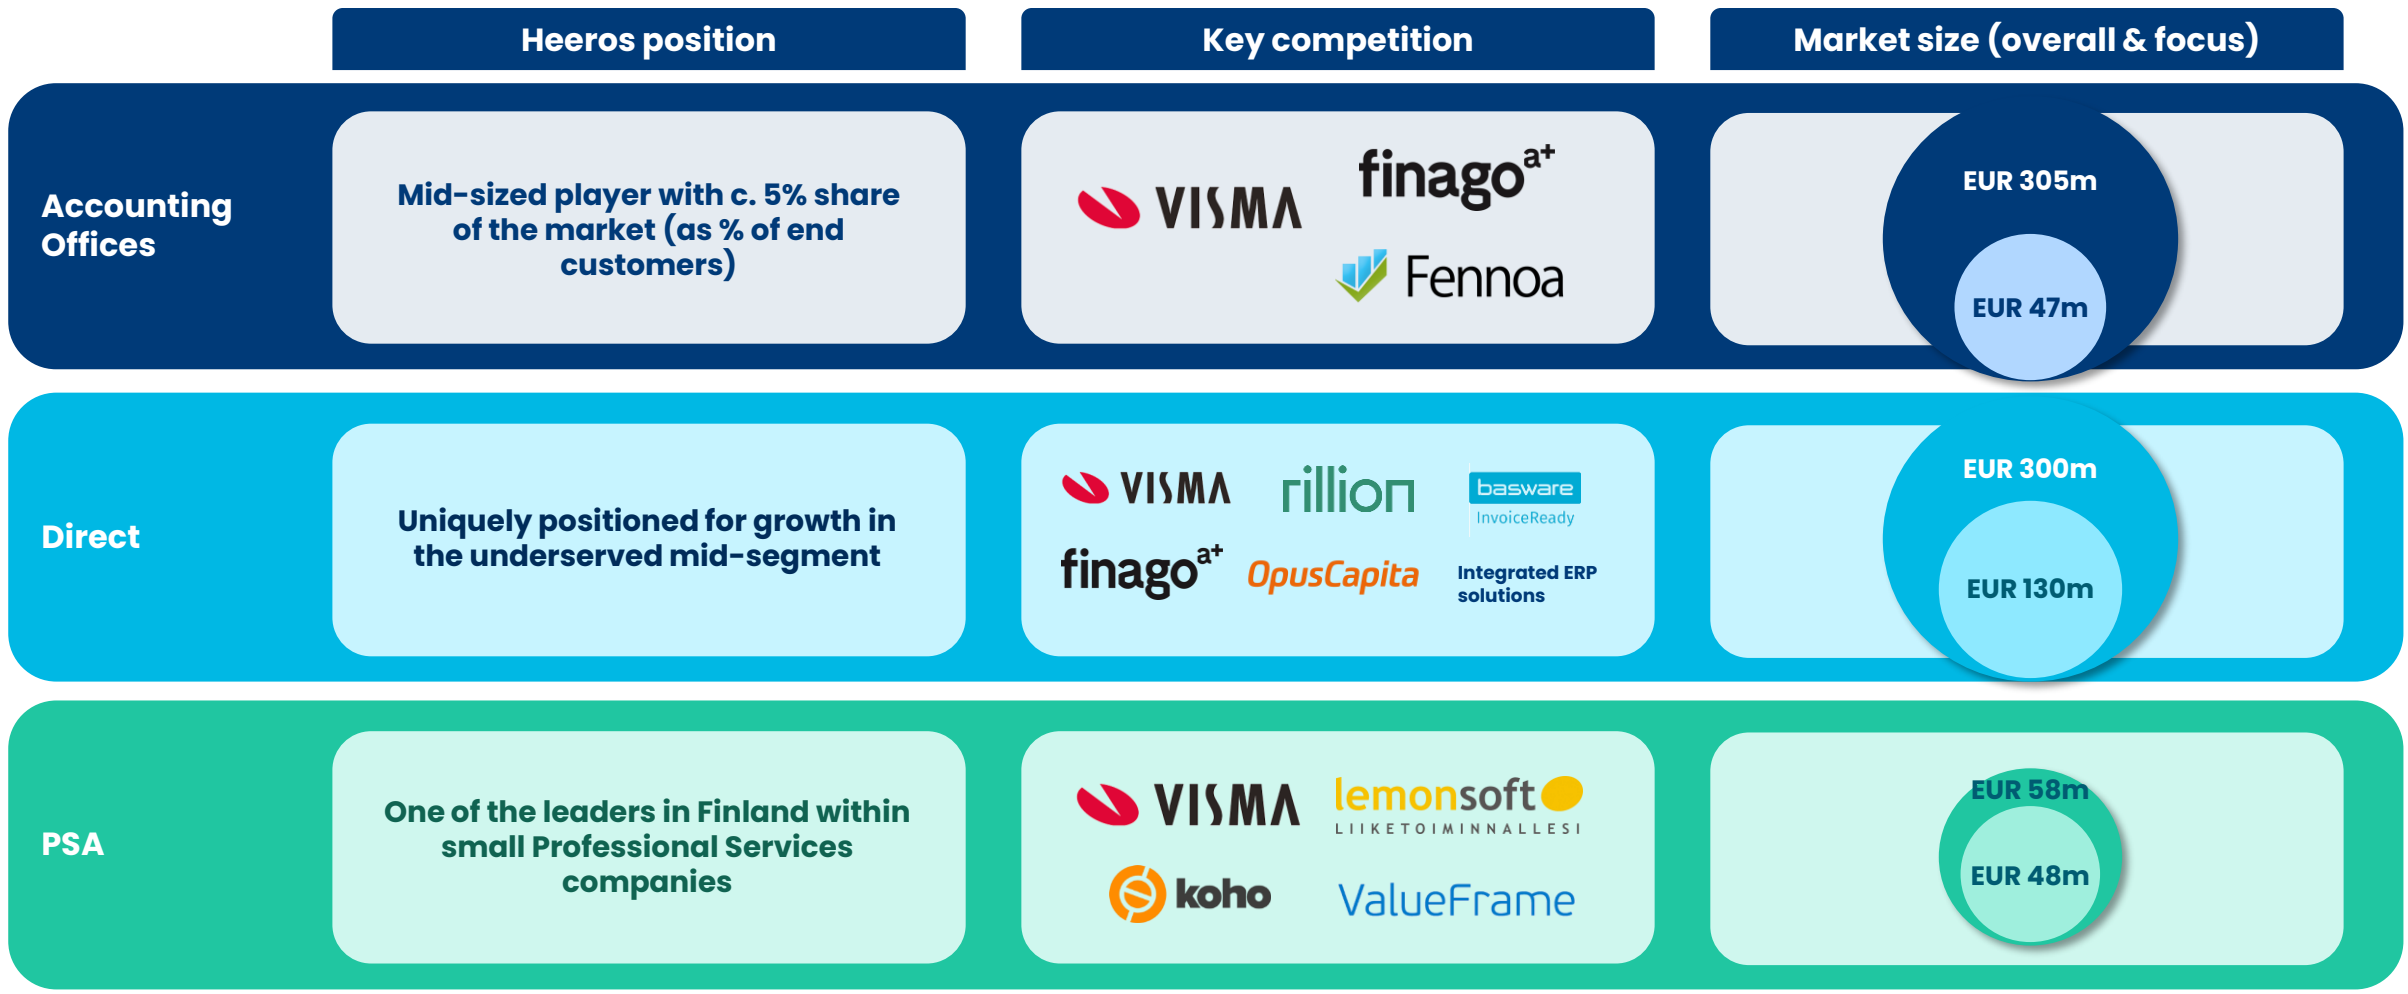 Heeros position
Key competition
Market size (overall & focus)
Accounting
Offices
Mid-sized player with c. 5% share
of the market (as % of end
customers)
VISMA
finago a+
Fennoa
EUR 305m
EUR 47m
Direct
Uniquely positioned for growth in
the underserved mid-segment
VISMA
rillion
basware
InvoiceReady
finago a+
OpusCapita
Integrated ERP
solutions
EUR 300m
EUR 130m
PSA
One of the leaders in Finland within
small Professional Services
companies
VISMA
lemonsoft
LIIKETOIMINNALLESI
koho
ValueFrame
EUR 58m
EUR 48m